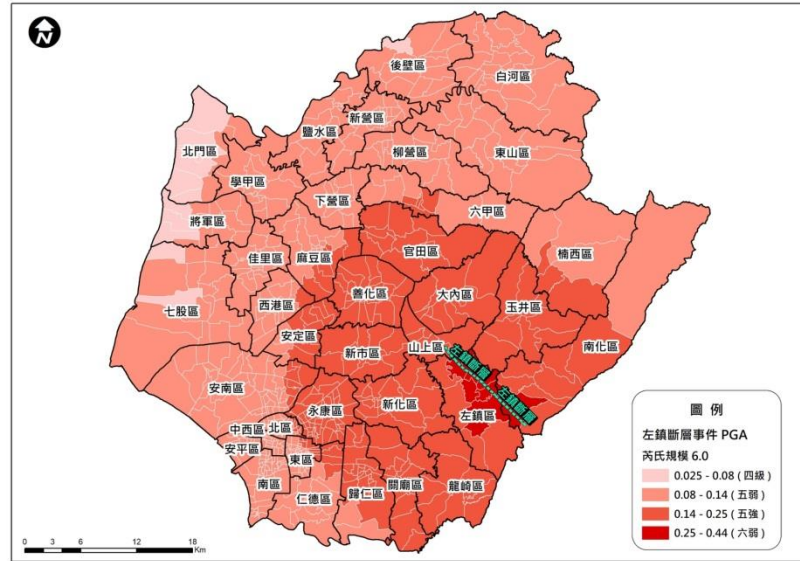 N
後壁區
白河區
新營區
鹽水區
北門區
柳營區
東山區
學甲區
下營區
六甲區
將軍區
楠西區
官田區
佳里區
麻豆區
善化區
大內區
玉井區
七股區
西港區
安定區
南化區
新市區
山上區
左鎮斷層
左鎮斷層
安南區
永康區
新化區
左鎮區
中西區
北區
安平區
東區
南區
仁德區
歸仁區
關廟區
龍崎區
圖 例
左鎮斷層事件 PGA
芮氏規模 6.0
0.025 - 0.08 ( 四級 )
0.08 - 0.14 ( 五弱 )
0.14 - 0.25 ( 五強 )
0.25 - 0.44 ( 六弱 )
0 3 6 12 18
Km